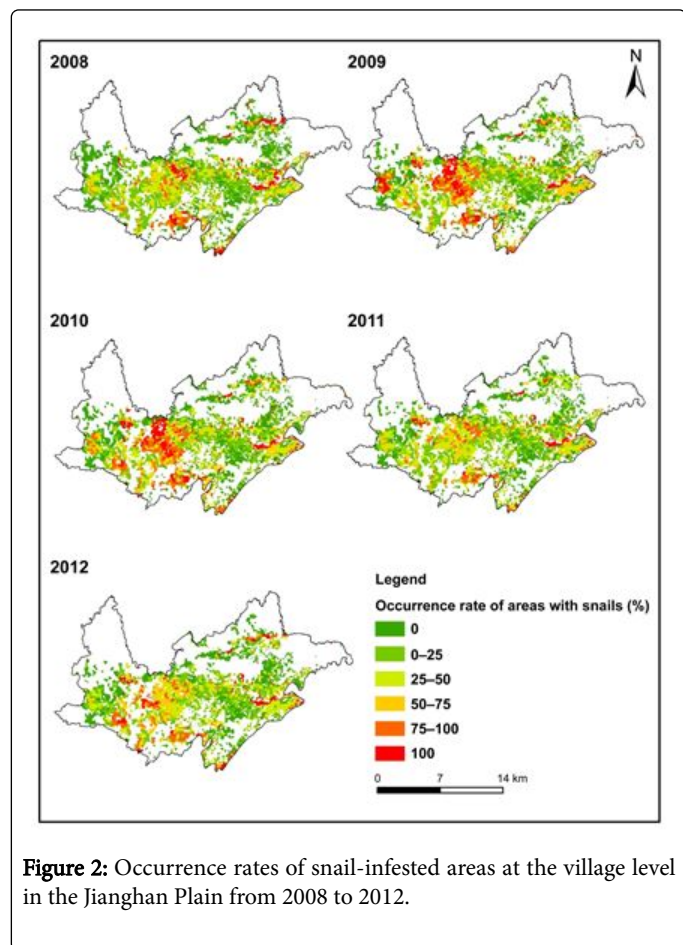 2008
2009
N
2010
2011
2012
Legend
Occurrence rate of areas with snails (%)
0
0–25
25–50
50–75
75–100
100
0 7 14 km
Figure 2: Occurrence rates of snail-infested areas at the village level
in the Jianghan Plain from 2008 to 2012.